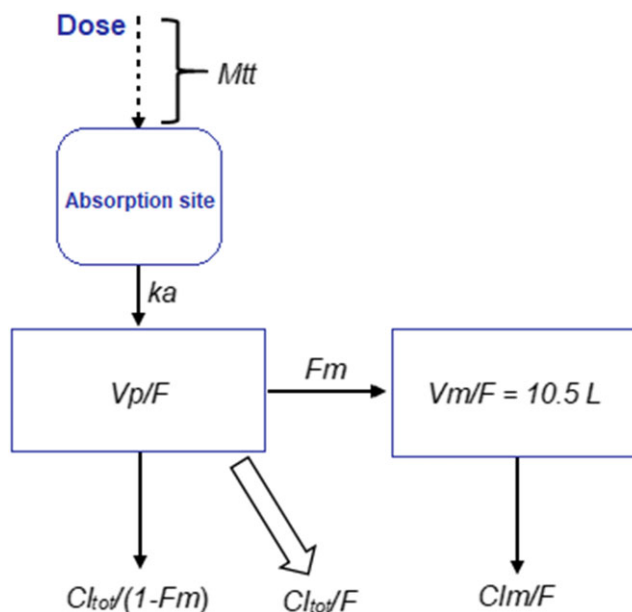 Dose
Mtt
Absorption site
ka
Vp/F
Fm
Vm/F = 10.5 L
Cltot/(1-Fm)
Cltot/F
Clm/F